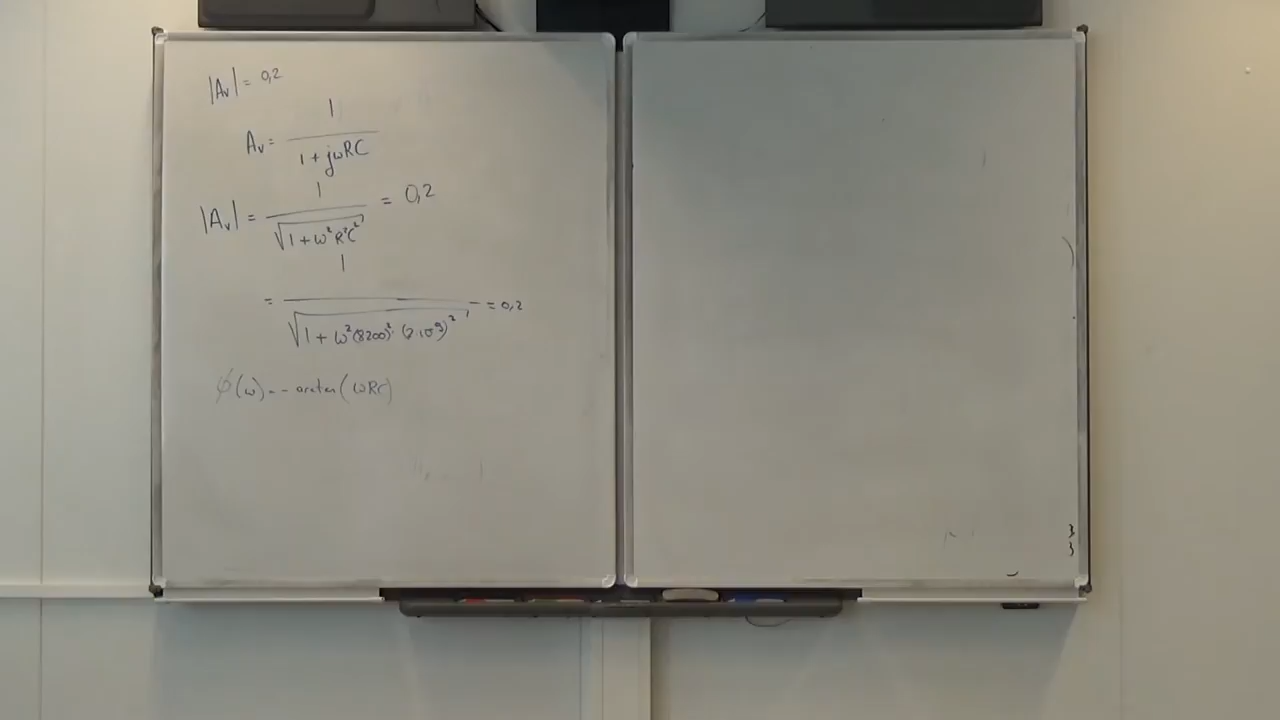 |Aᵥ| = 0,2
Aᵥ = 1 / (1 + jωRC)
|Aᵥ| = 1 / √(1 + ω²R²C²) = 0,2
= 1 / √(1 + ω²(8200)²·(2·10⁻⁹)²) = 0,2
φ(ω) = - arctan(ωRC)